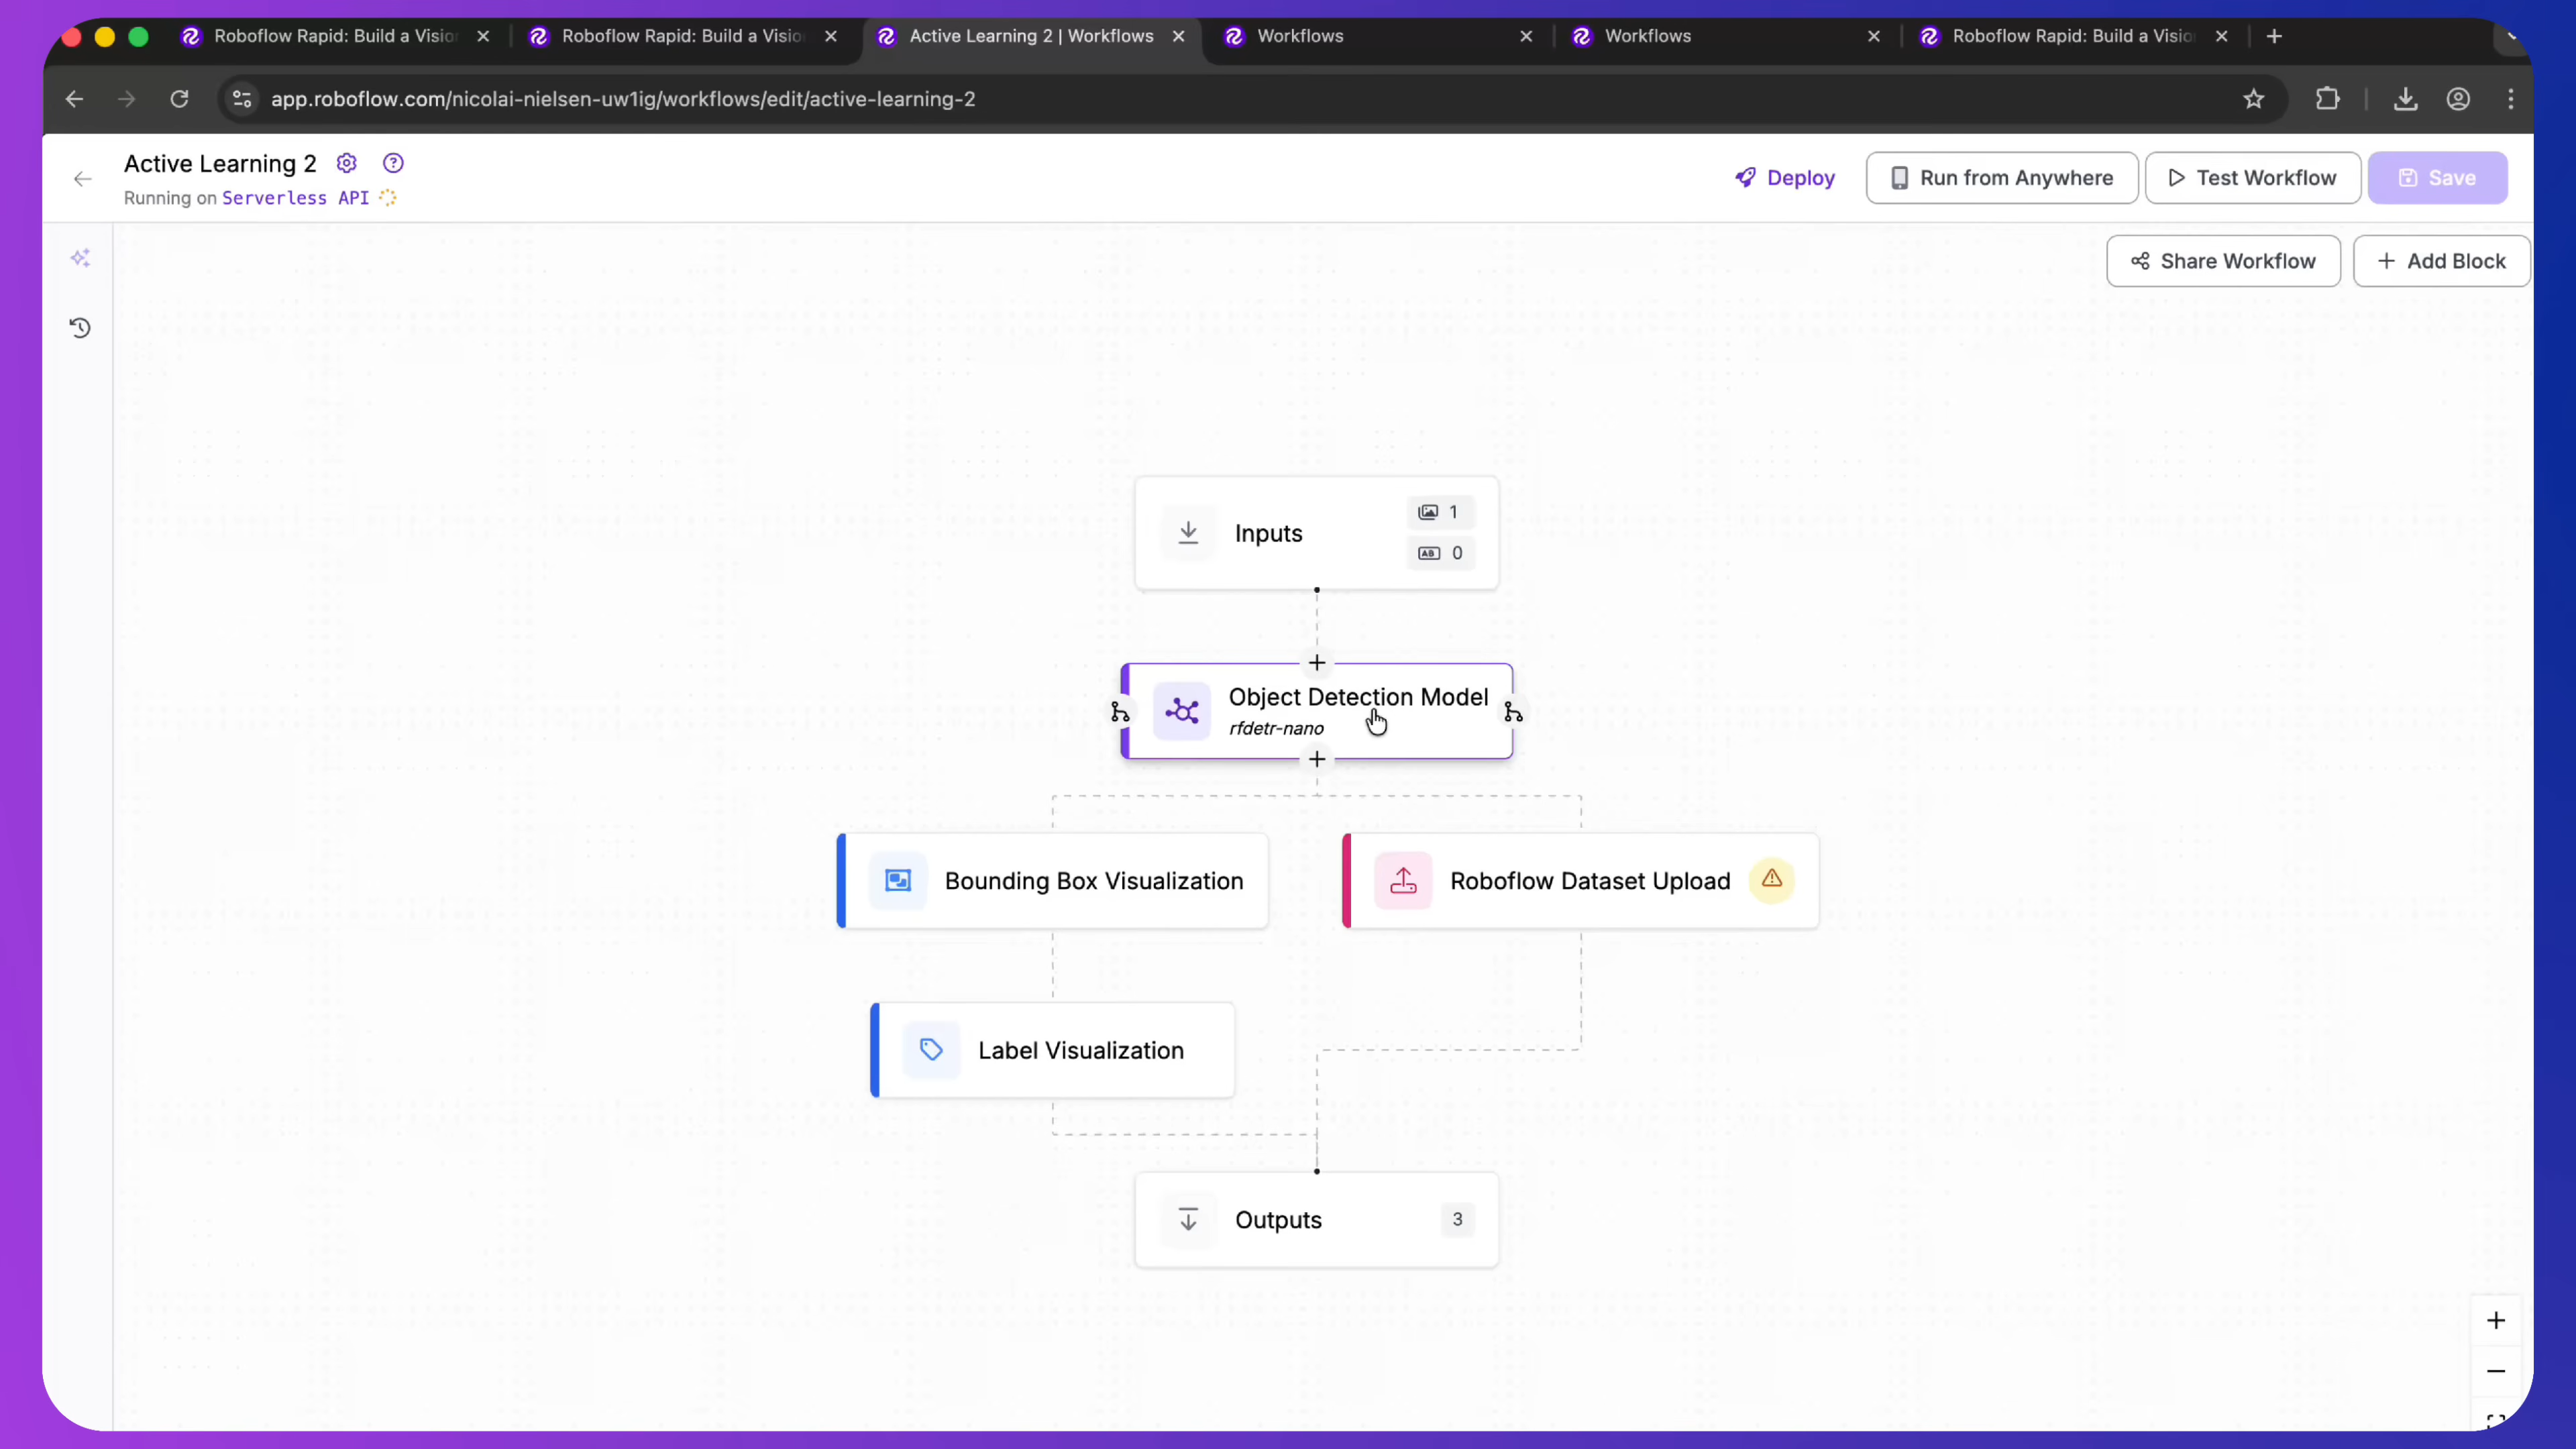 Roboflow Rapid: Build a Visio
Roboflow Rapid: Build a Visio
Active Learning 2 | Workflows
Workflows
Workflows
Roboflow Rapid: Build a Visio
app.roboflow.com/nicolai-nielsen-uw1ig/workflows/edit/active-learning-2
Active Learning 2
Running on Serverless API
Deploy
Run from Anywhere
Test Workflow
Save
Share Workflow
Add Block
Inputs
1
AB 0
Object Detection Model
rfdetr-nano
Bounding Box Visualization
Roboflow Dataset Upload
Label Visualization
Outputs
3